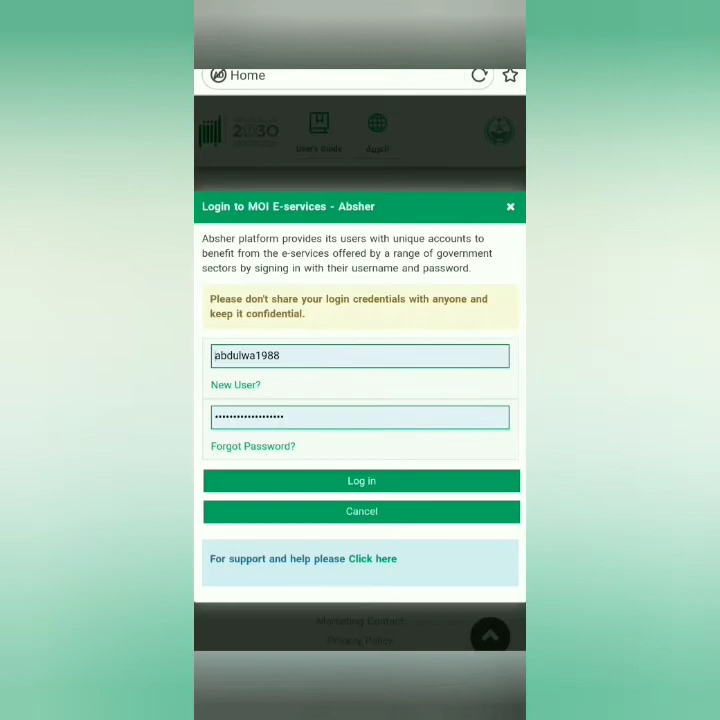 Home
2030
User's Guide
العربية
Login to MOI E-services - Absher
Absher platform provides its users with unique accounts to
benefit from the e-services offered by a range of government
sectors by signing in with their username and password.
Please don't share your login credentials with anyone and
keep it confidential.
abdulwa1988
New User?
•••••••••••••••••••
Forgot Password?
Log in
Cancel
For support and help please Click here
Marketing Contact:
Privacy Policy